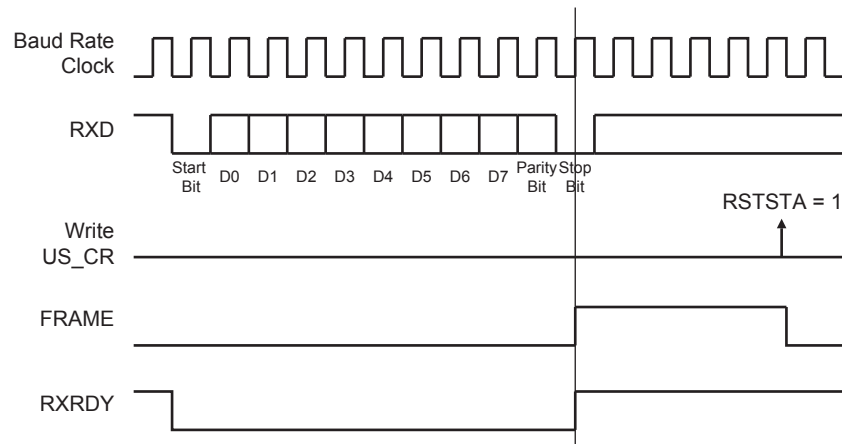 Baud Rate
Clock
RXD
Start
Bit
D0
D1
D2
D3
D4
D5
D6
D7
Parity
Bit
Stop
Bit
RSTSTA = 1
Write
US_CR
FRAME
RXRDY